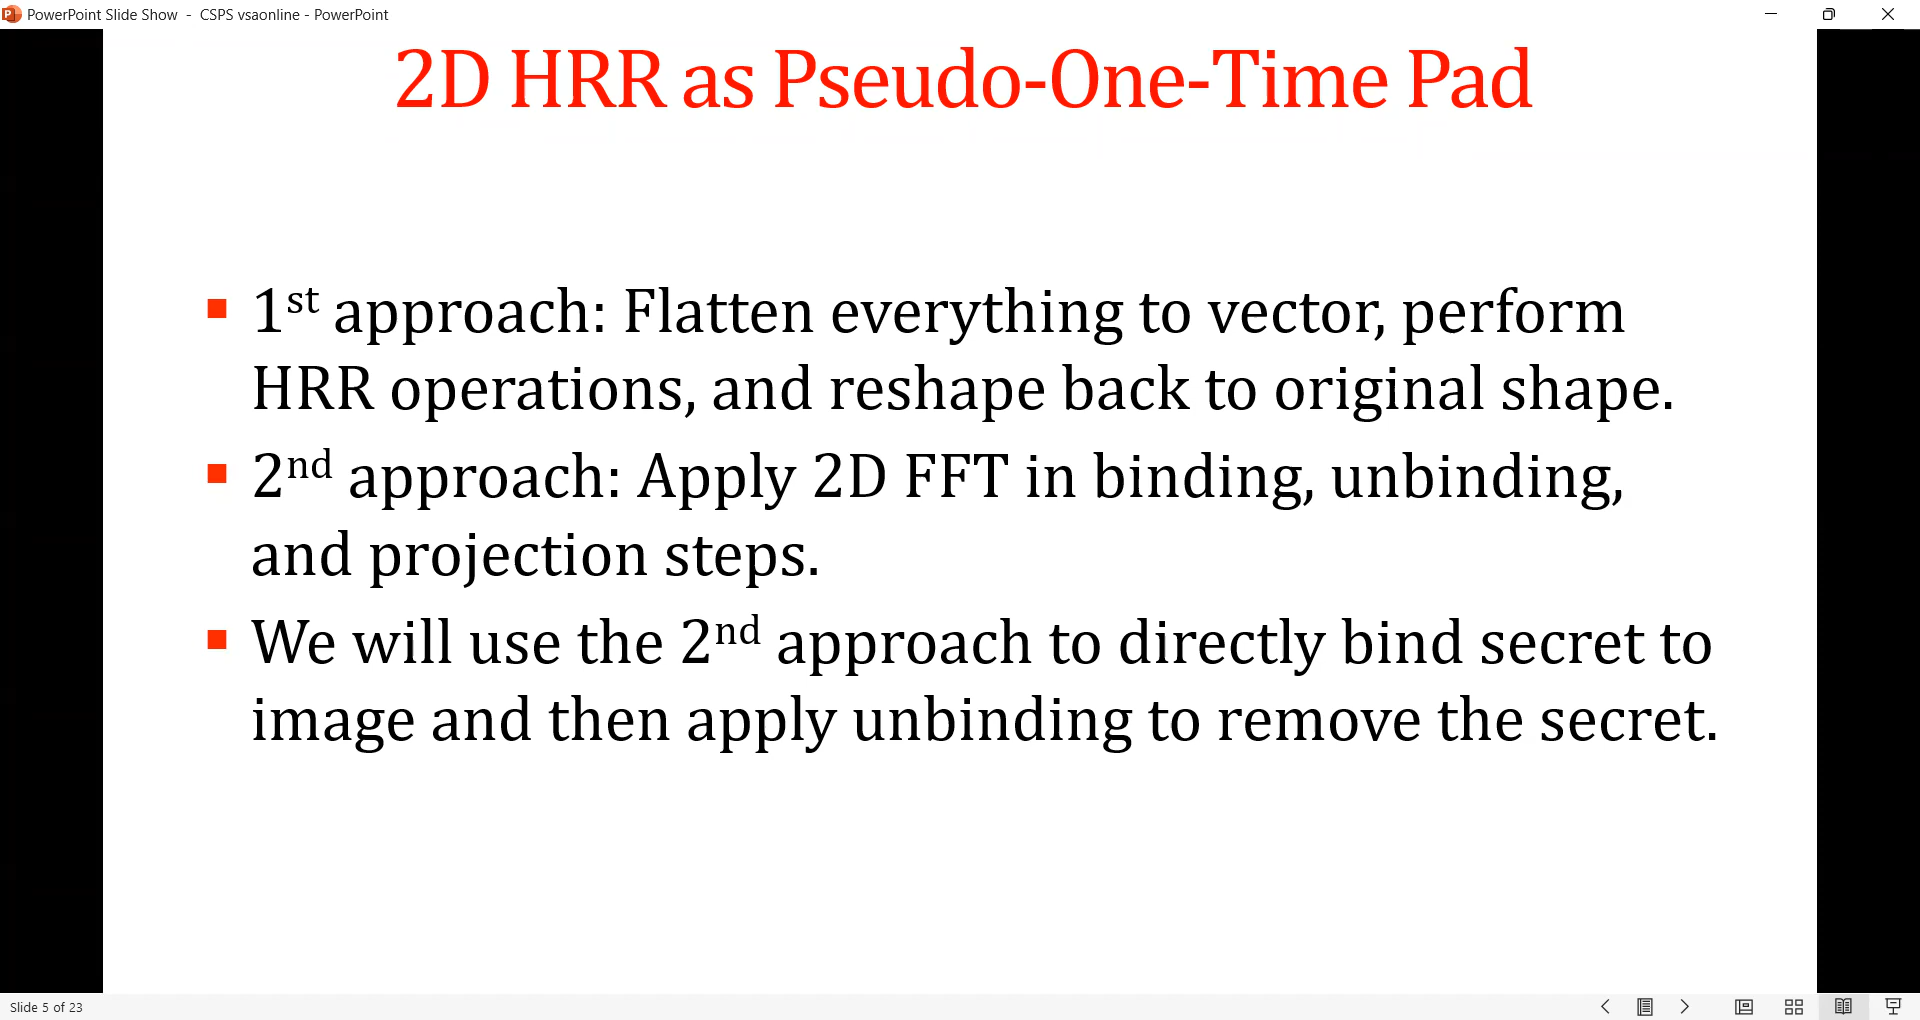 PowerPoint Slide Show - CSPS vsaonline - PowerPoint
2D HRR as Pseudo-One-Time Pad
▪ 1st approach: Flatten everything to vector, perform
HRR operations, and reshape back to original shape.
▪ 2nd approach: Apply 2D FFT in binding, unbinding,
and projection steps.
▪ We will use the 2nd approach to directly bind secret to
image and then apply unbinding to remove the secret.
Slide 5 of 23